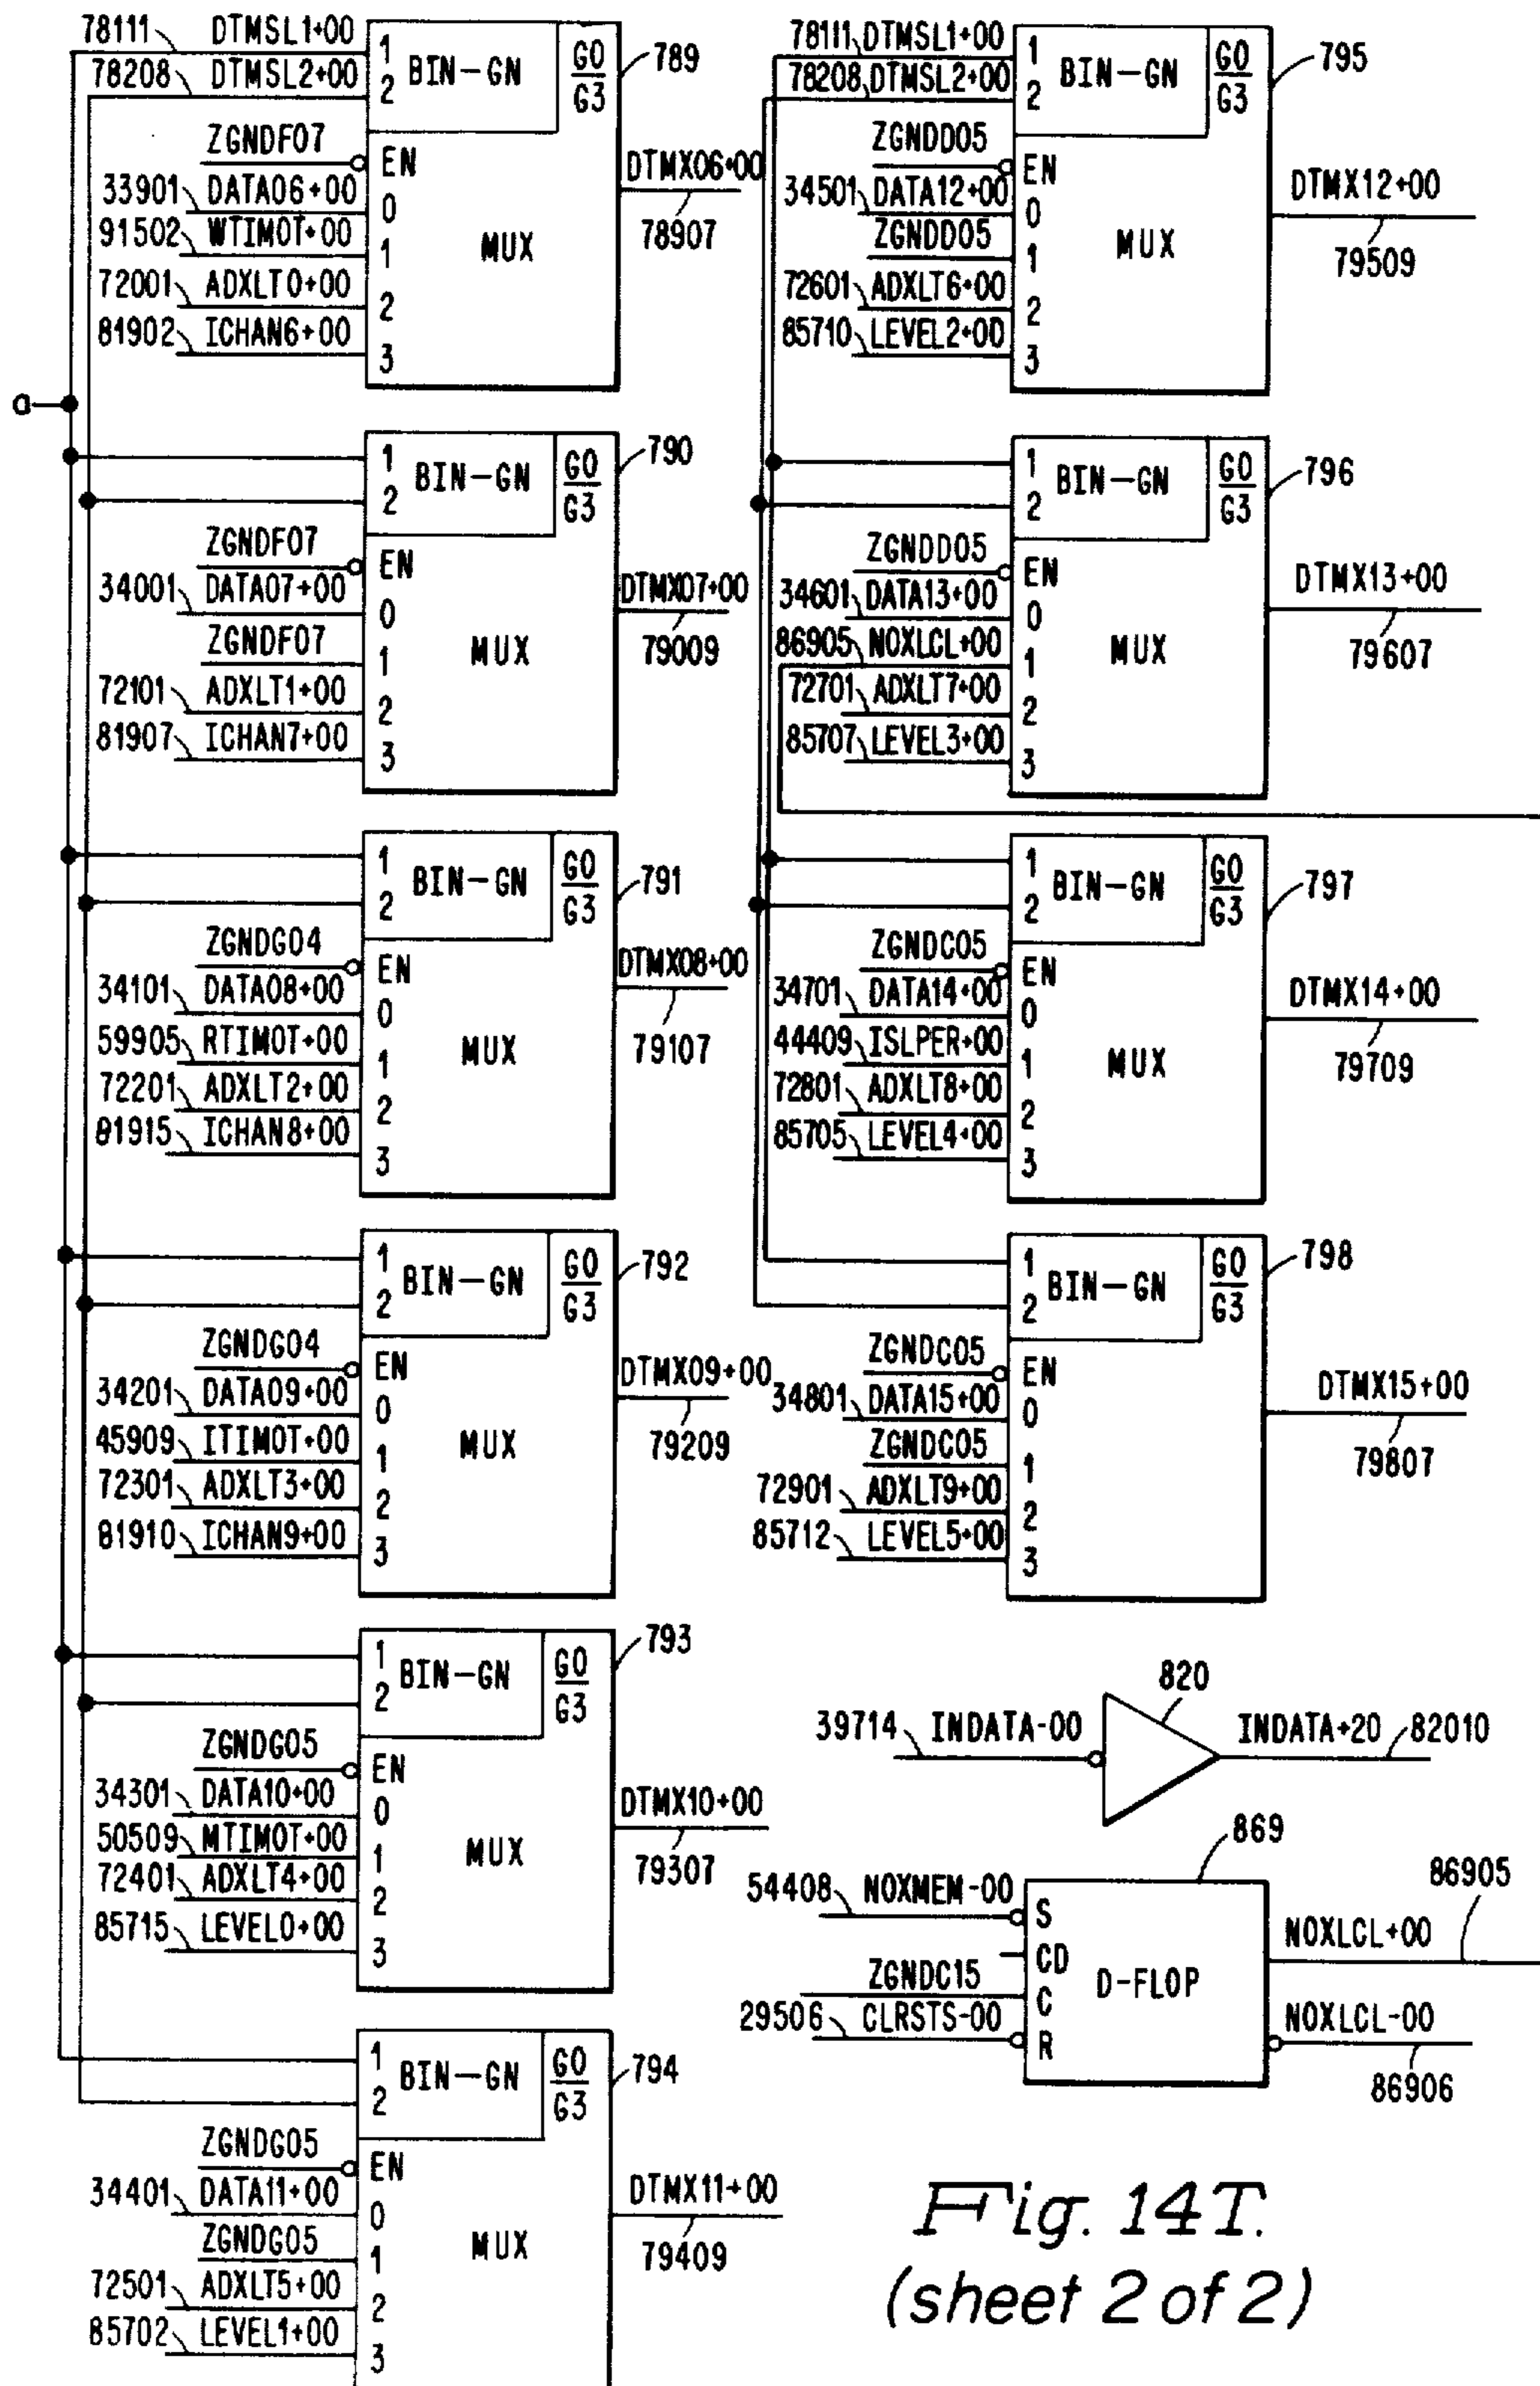 78111 DTMSL1+00
78208 DTMSL2+00
1 BIN-GN G0
2 G3
789
ZGNDF07
EN
33901 DATA06+00 0
91502 WTIMOT+00 1
72001 ADXLT0+00 2
81902 ICHAN6+00 3
MUX
DTMX06+00
78907
a
1 BIN-GN G0
2 G3
790
ZGNDF07
EN
34001 DATA07+00 0
ZGNDF07 1
72101 ADXLT1+00 2
81907 ICHAN7+00 3
MUX
DTMX07+00
79009
1 BIN-GN G0
2 G3
791
ZGNDG04
EN
34101 DATA08+00 0
59905 RTIMOT+00 1
72201 ADXLT2+00 2
81915 ICHAN8+00 3
MUX
DTMX08+00
79107
1 BIN-GN G0
2 G3
792
ZGNDG04
EN
34201 DATA09+00 0
45909 ITIMOT+00 1
72301 ADXLT3+00 2
81910 ICHAN9+00 3
MUX
DTMX09+00
79209
1 BIN-GN G0
2 G3
793
ZGNDG05
EN
34301 DATA10+00 0
50509 MTIMOT+00 1
72401 ADXLT4+00 2
85715 LEVEL0+00 3
MUX
DTMX10+00
79307
1 BIN-GN G0
2 G3
794
ZGNDG05
EN
34401 DATA11+00 0
ZGNDG05 1
72501 ADXLT5+00 2
85702 LEVEL1+00 3
MUX
DTMX11+00
79409
78111 DTMSL1+00
78208 DTMSL2+00
1 BIN-GN G0
2 G3
795
ZGNDD05
EN
34501 DATA12+00 0
ZGNDD05 1
72601 ADXLT6+00 2
85710 LEVEL2+00 3
MUX
DTMX12+00
79509
1 BIN-GN G0
2 G3
796
ZGNDD05
EN
34601 DATA13+00 0
86905 NOXLCL+00 1
72701 ADXLT7+00 2
85707 LEVEL3+00 3
MUX
DTMX13+00
79607
1 BIN-GN G0
2 G3
797
ZGNDC05
EN
34701 DATA14+00 0
44409 ISLPER+00 1
72801 ADXLT8+00 2
85705 LEVEL4+00 3
MUX
DTMX14+00
79709
1 BIN-GN G0
2 G3
798
ZGNDC05
EN
34801 DATA15+00 0
ZGNDC05 1
72901 ADXLT9+00 2
85712 LEVEL5+00 3
DTMX15+00
79807
820
39714 INDATA-00
INDATA+20 82010
869
54408 NOXMEM-00 S
CD
ZGNDC15 C
29506 CLRSTS-00 R
D-FLOP
86905
NOXLCL+00
NOXLCL-00
86906
Fig. 14T.
(sheet 2 of 2)